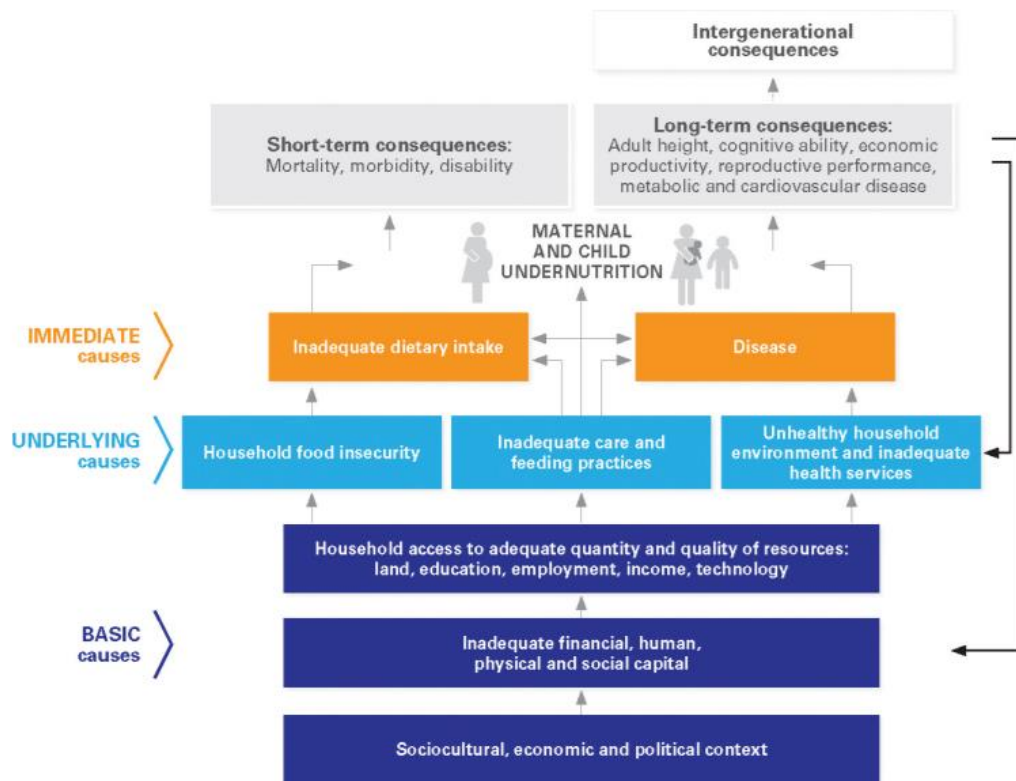 Intergenerational
consequences
Short-term consequences:
Mortality, morbidity, disability
Long-term consequences:
Adult height, cognitive ability, economic
productivity, reproductive performance,
metabolic and cardiovascular disease
MATERNAL
AND CHILD
UNDERNUTRITION
IMMEDIATE
causes
Inadequate dietary intake
Disease
UNDERLYING
causes
Household food insecurity
Inadequate care and
feeding practices
Unhealthy household
environment and inadequate
health services
Household access to adequate quantity and quality of resources:
land, education, employment, income, technology
BASIC
causes
Inadequate financial, human,
physical and social capital
Sociocultural, economic and political context